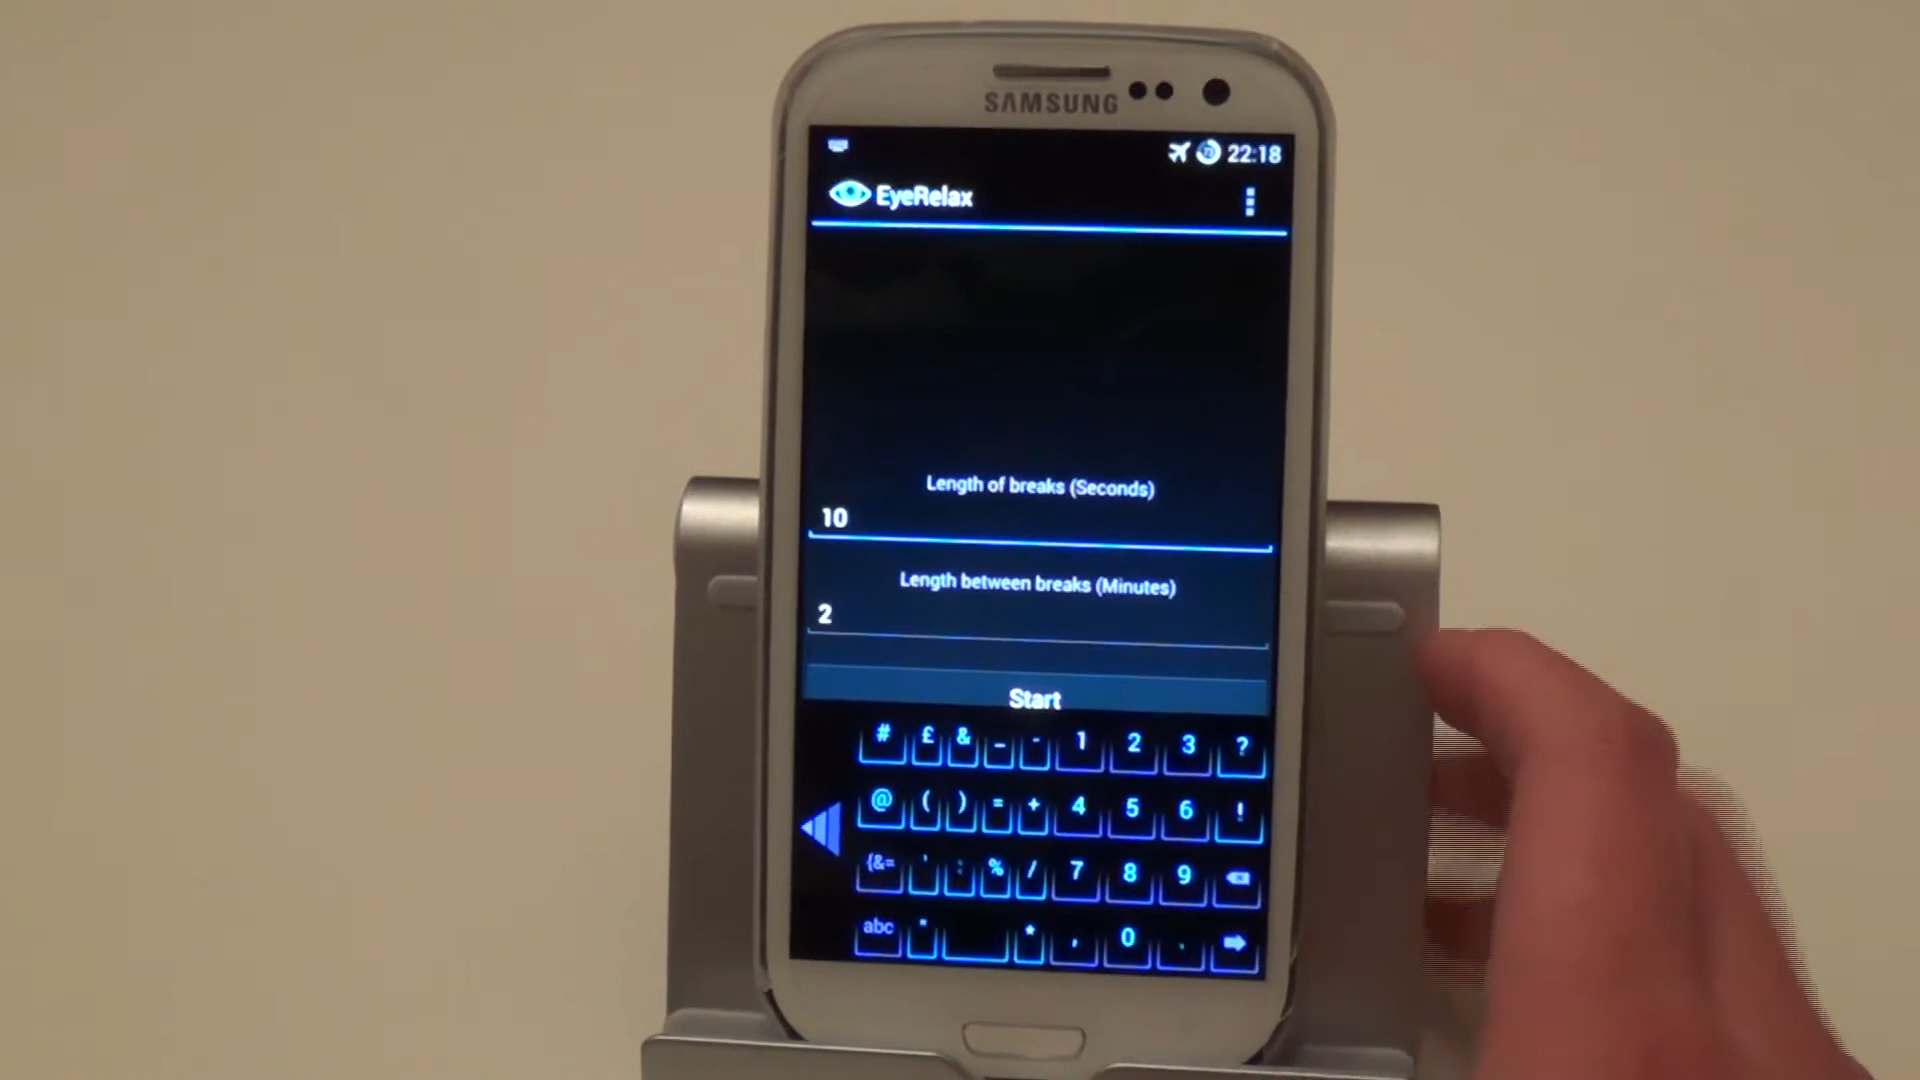 SAMSUNG
22:18
EyeRelax
Length of breaks (Seconds)
10
Length between breaks (Minutes)
2
Start
# £ & _ - 1 2 3 ?
@ ( ) = + 4 5 6 !
{&= ' : % / 7 8 9
abc " * , 0 .